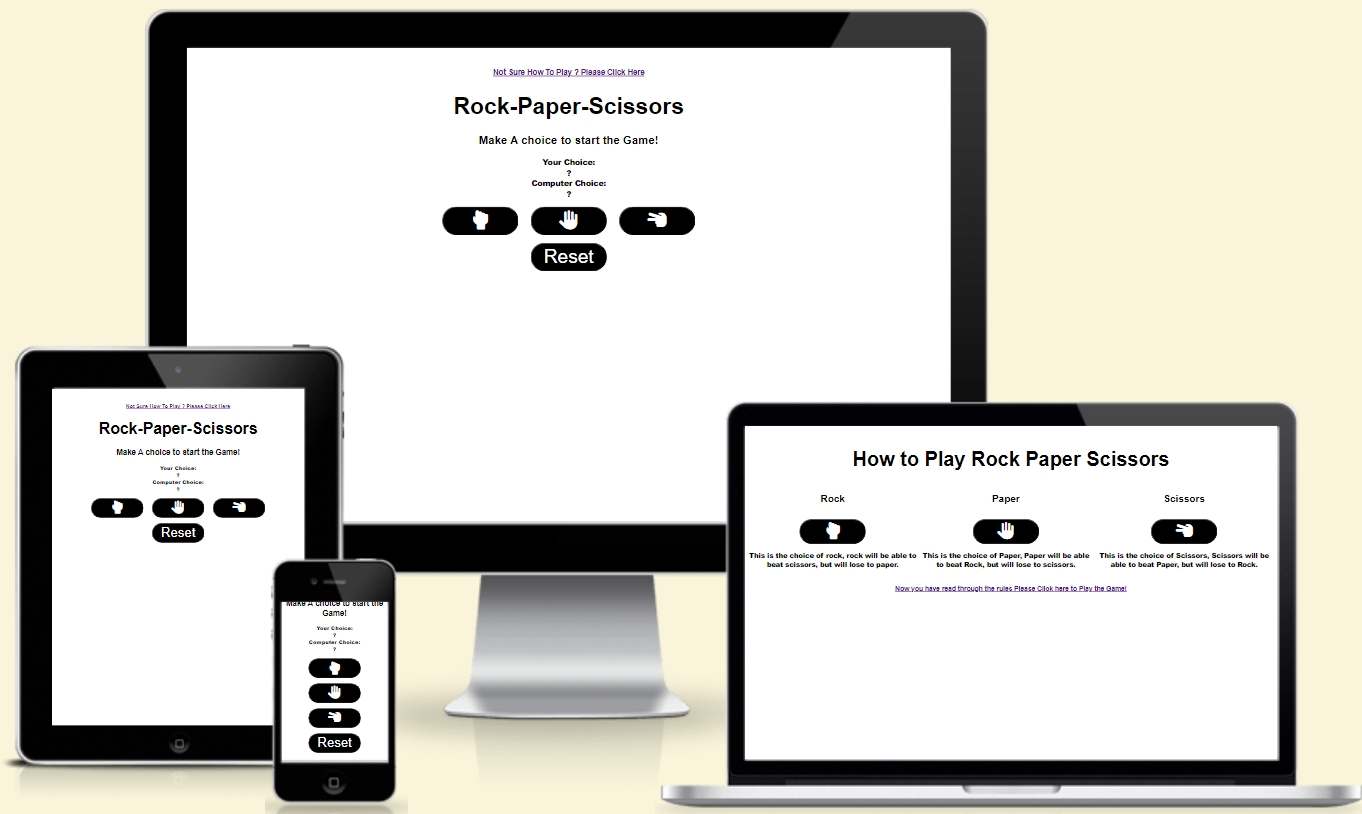 Not Sure How To Play ? Please Click Here
Rock-Paper-Scissors
Make A choice to start the Game!
Your Choice:
?
Computer Choice:
?
Reset
Not Sure How To Play ? Please Click Here
Rock-Paper-Scissors
Make A choice to start the Game!
Your Choice:
?
Computer Choice:
?
Reset
Make A choice to start the
Game!
Your Choice:
?
Computer Choice:
?
Reset
How to Play Rock Paper Scissors
Rock
Paper
Scissors
This is the choice of rock, rock will be able to
beat scissors, but will lose to paper.
This is the choice of Paper, Paper will be able
to beat Rock, but will lose to scissors.
This is the choice of Scissors, Scissors will be
able to beat Paper, but will lose to Rock.
Now you have read through the rules Please Click here to Play the Game!